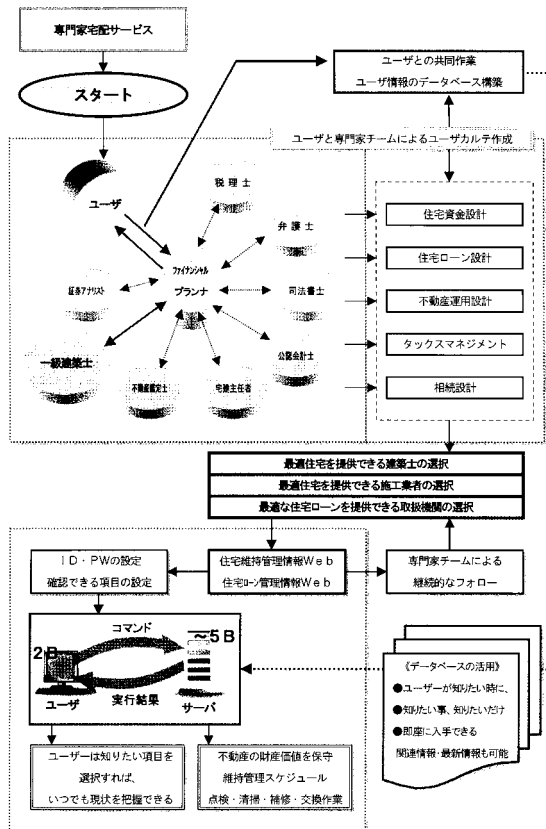 専門家宅配サービス
スタート
ユーザとの共同作業
ユーザ情報のデータベース構築
ユーザと専門家チームによるユーザカルテ作成
ユーザ
税理士
弁護士
司法書士
公認会計士
宅建主任者
不動産鑑定士
一級建築士
証券アナリスト
ファイナンシャル
プランナ
住宅資金設計
住宅ローン設計
不動産運用設計
タックスマネジメント
相続設計
最適住宅を提供できる建築士の選択
最適住宅を提供できる施工業者の選択
最適な住宅ローンを提供できる取扱機関の選択
ID・PWの設定
確認できる項目の設定
住宅維持管理情報Web
住宅ローン管理情報Web
専門家チームによる
継続的なフォロー
コマンド
2B
～5B
ユーザ
実行結果
サーバ
《データベースの活用》
●ユーザーが知りたい時に、
●知りたい事、知りたいだけ
●即座に入手できる
関連情報・最新情報も可能
ユーザーは知りたい項目を
選択すれば、
いつでも現状を把握できる
不動産の財産価値を保守
維持管理スケジュール
点検・清掃・補修・交換作業